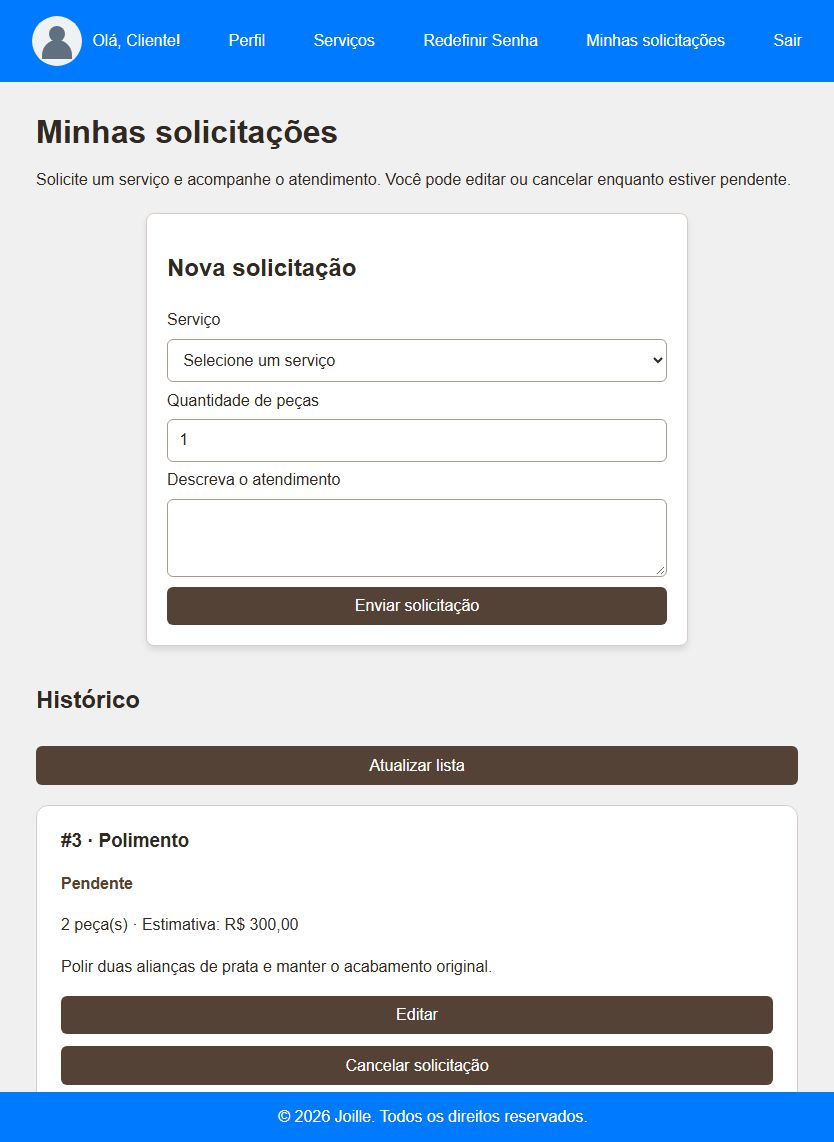 Olá, Cliente! Perfil Serviços Redefinir Senha Minhas solicitações Sair
Minhas solicitações
Solicite um serviço e acompanhe o atendimento. Você pode editar ou cancelar enquanto estiver pendente.
Nova solicitação
Serviço
Selecione um serviço
Quantidade de peças
1
Descreva o atendimento
Enviar solicitação
Histórico
Atualizar lista
#3 · Polimento
Pendente
2 peça(s) · Estimativa: R$ 300,00
Polir duas alianças de prata e manter o acabamento original.
Editar
Cancelar solicitação
© 2026 Joille. Todos os direitos reservados.